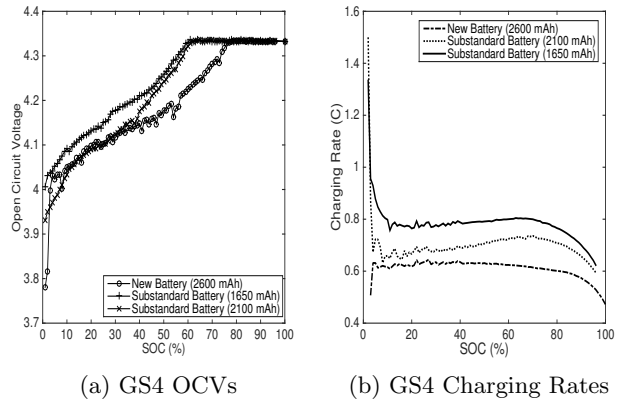 4.4
4.3
4.2
4.1
4
3.9
3.8
3.7
Open Circuit Voltage
New Battery (2600 mAh)
Substandard Battery (1650 mAh)
Substandard Battery (2100 mAh)
0 10 20 30 40 50 60 70 80 90 100
SOC (%)
(a) GS4 OCVs
1.6
1.4
1.2
1
0.8
0.6
0.4
Charging Rate (C)
New Battery (2600 mAh)
Substandard Battery (2100 mAh)
Substandard Battery (1650 mAh)
0 20 40 60 80 100
SOC (%)
(b) GS4 Charging Rates